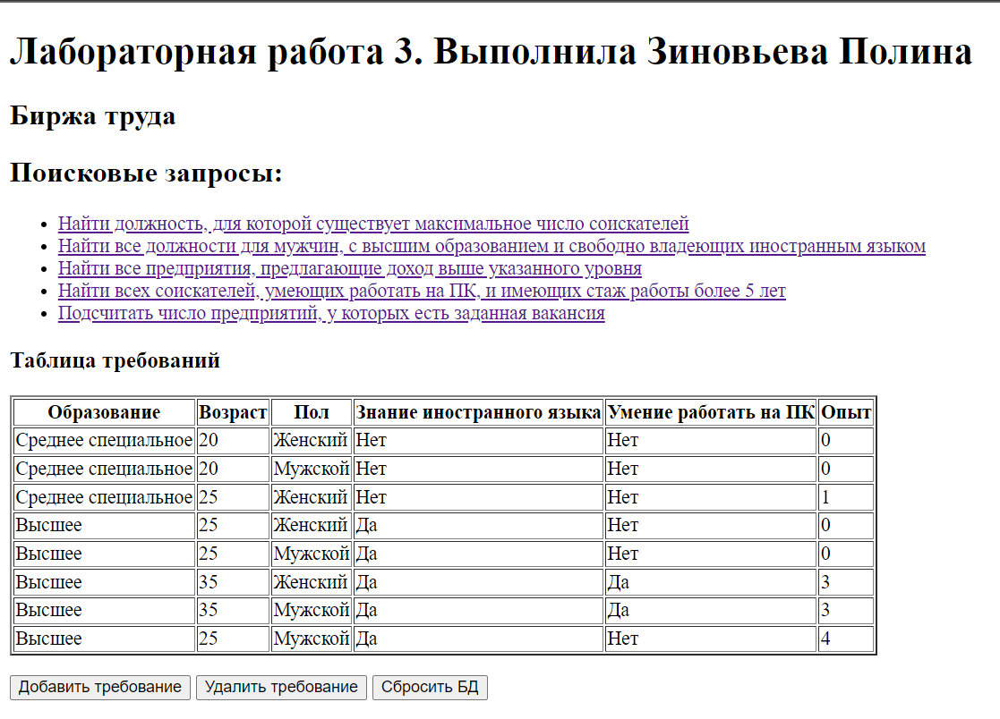 Лабораторная работа 3. Выполнила Зиновьева Полина
Биржа труда
Поисковые запросы:
Найти должность, для которой существует максимальное число соискателей
Найти все должности для мужчин, с высшим образованием и свободно владеющих иностранным языком
Найти все предприятия, предлагающие доход выше указанного уровня
Найти всех соискателей, умеющих работать на ПК, и имеющих стаж работы более 5 лет
Подсчитать число предприятий, у которых есть заданная вакансия
Таблица требований
Образование Возраст Пол Знание иностранного языка Умение работать на ПК Опыт
Среднее специальное 20 Женский Нет Нет 0
Среднее специальное 20 Мужской Нет Нет 0
Среднее специальное 25 Женский Нет Нет 1
Высшее 25 Женский Да Нет 0
Высшее 25 Мужской Да Нет 0
Высшее 35 Женский Да Да 3
Высшее 35 Мужской Да Да 3
Высшее 25 Мужской Да Нет 4
Добавить требование Удалить требование Сбросить БД